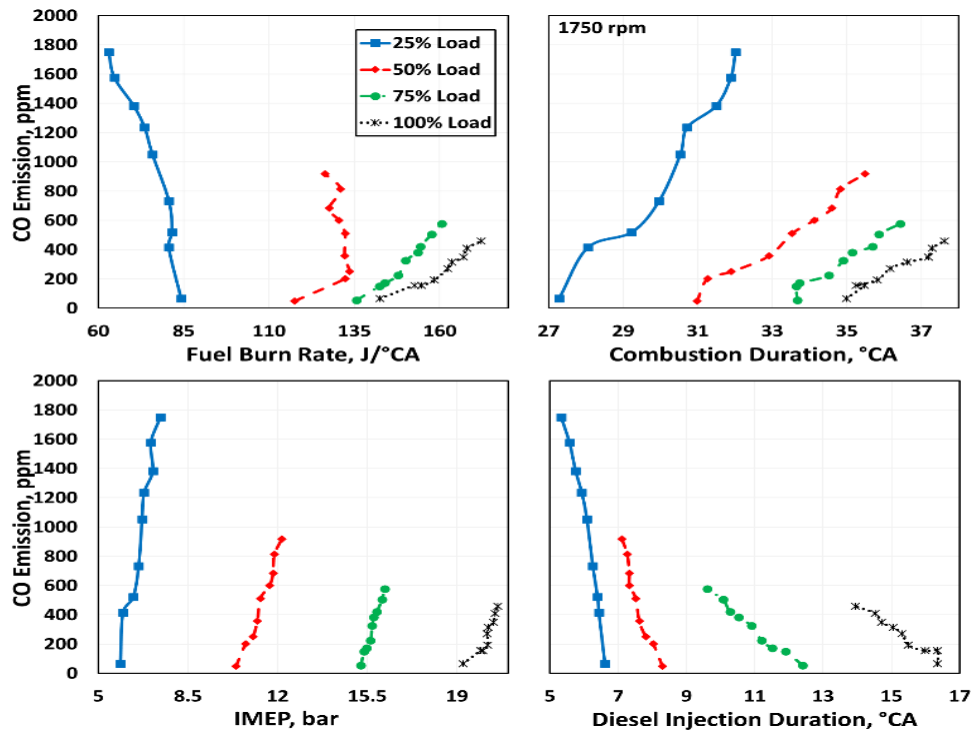 2000
1800
1600
1400
1200
1000
800
600
400
200
0
CO Emission, ppm
60 85 110 135 160
Fuel Burn Rate, J/°CA
25% Load
50% Load
75% Load
100% Load
1750 rpm
27 29 31 33 35 37
Combustion Duration, °CA
2000
1800
1600
1400
1200
1000
800
600
400
200
0
CO Emission, ppm
5 8.5 12 15.5 19
IMEP, bar
5 7 9 11 13 15 17
Diesel Injection Duration, °CA